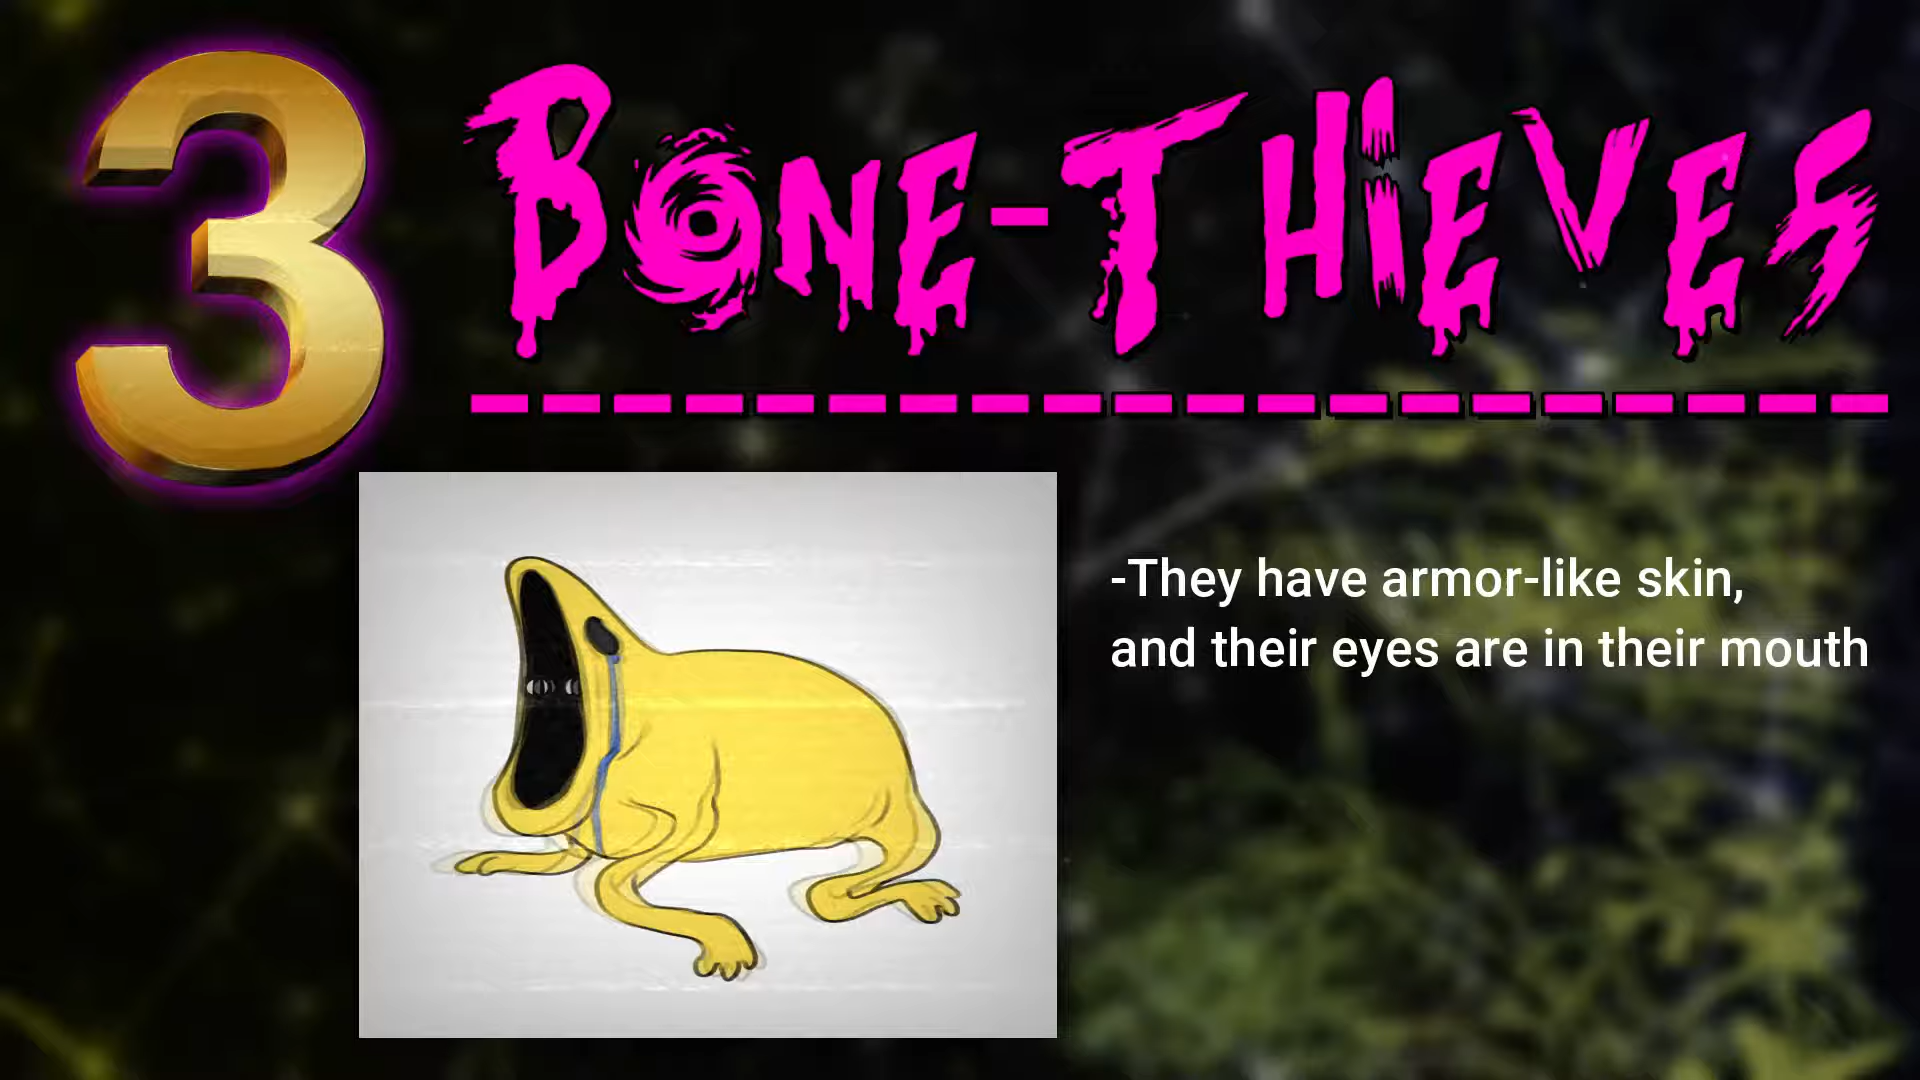 3
BONE-THiEVES
-They have armor-like skin,
and their eyes are in their mouth